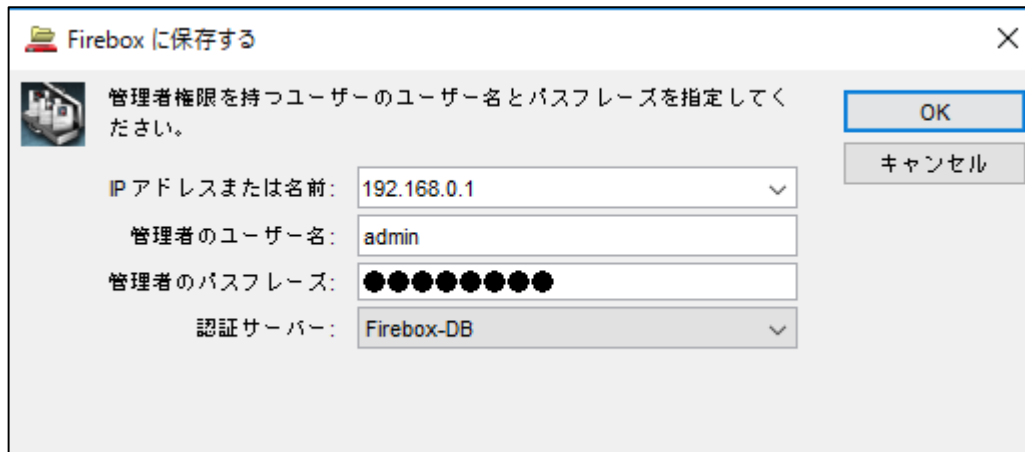 Firebox に保存する
管理者権限を持つユーザーのユーザー名とパスフレーズを指定してく
ださい。
OK
キャンセル
IP アドレスまたは名前: 192.168.0.1
管理者のユーザー名: admin
管理者のパスフレーズ: ●●●●●●●●
認証サーバー: Firebox-DB